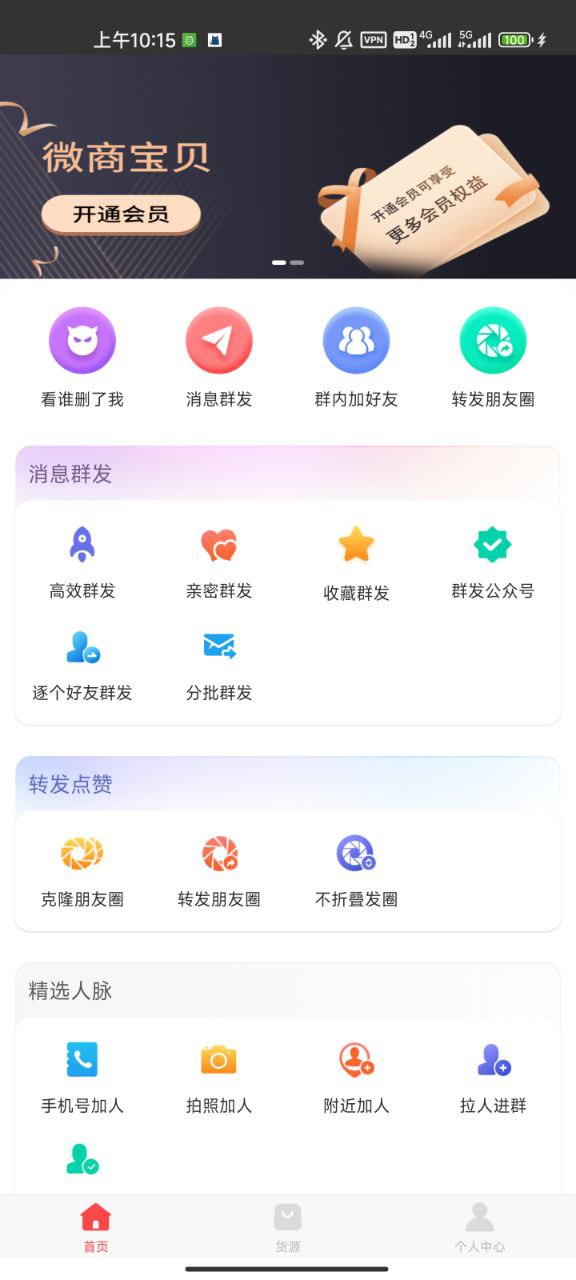 上午10:15
VPN HD 1 2 4G 5G 100
微商宝贝
开通会员
开通会员可享受
更多会员权益
看谁删了我 消息群发 群内加好友 转发朋友圈
消息群发
高效群发 亲密群发 收藏群发 群发公众号
逐个好友群发 分批群发
转发点赞
克隆朋友圈 转发朋友圈 不折叠发圈
精选人脉
手机号加人 拍照加人 附近加人 拉人进群
首页 货源 个人中心